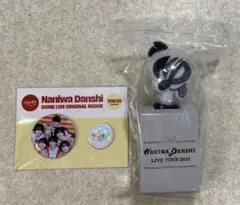 Naniwa Danshi
DOME LIVE ORIGINAL BADGE
TOKYO
NANIWA DANSHI
LIVE TOUR 2025